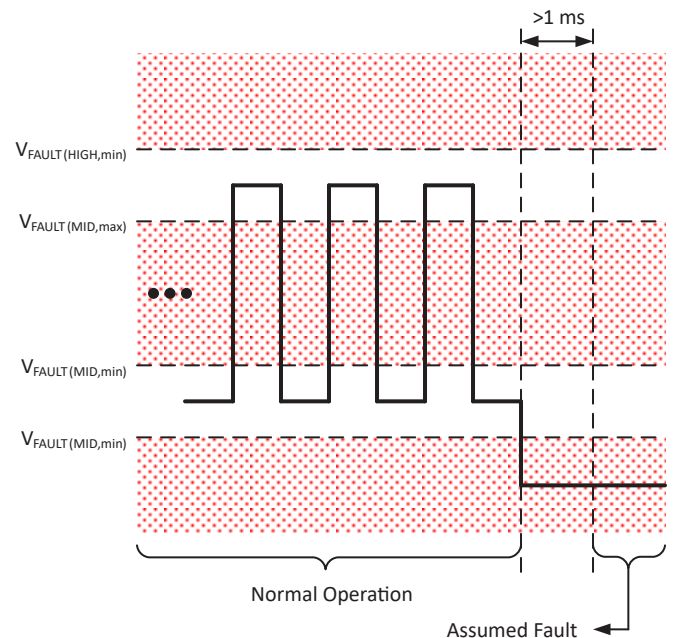 >1 ms
VFAULT(HIGH,min)
VFAULT(MID,max)
VFAULT(MID,min)
VFAULT(MID,min)
Normal Operation
Assumed Fault